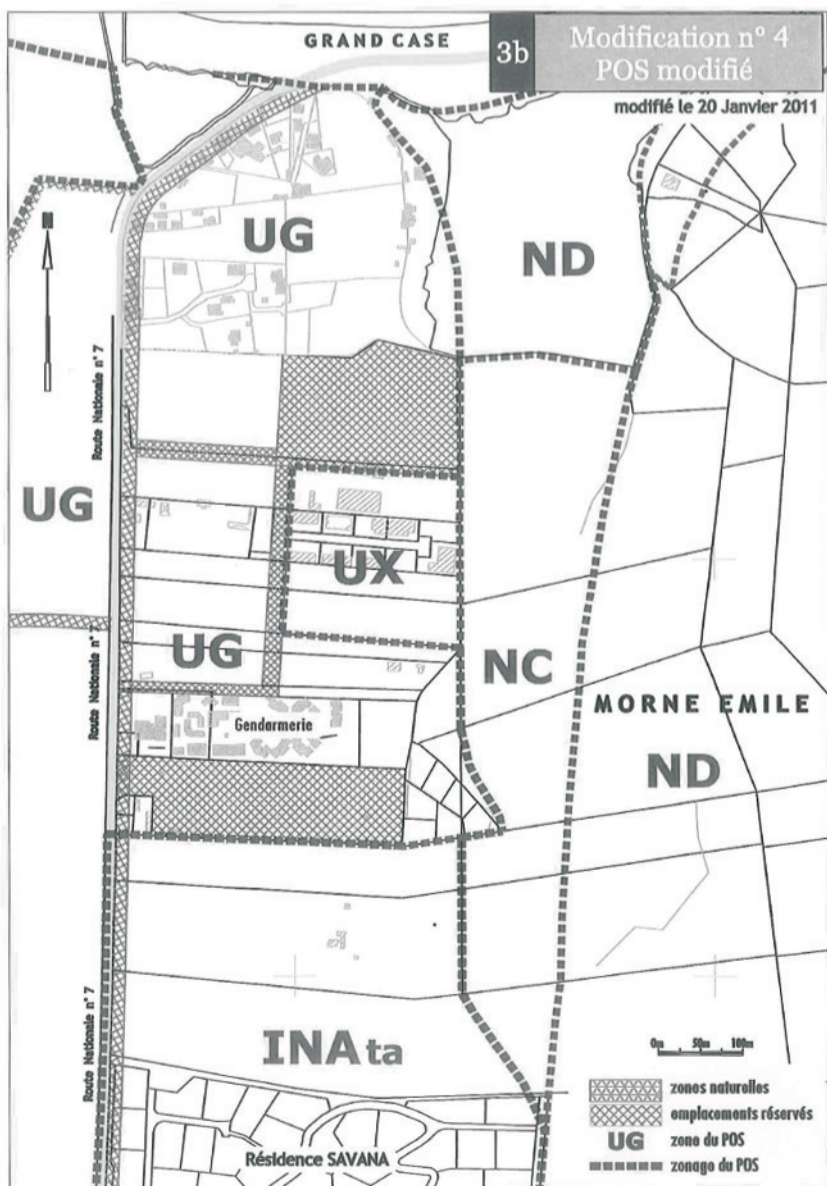 GRAND CASE
3b
Modification n° 4
POS modifié
modifié le 20 Janvier 2011
UG
ND
Route Nationale n° 7
UG
UX
UG
NC
Route Nationale n° 7
MORNE EMILE
Gendarmerie
ND
Route Nationale n° 7
INAta
0m 50m 100m
zones naturelles
emplacements réservés
UG zone du POS
zonage du POS
Résidence SAVANA